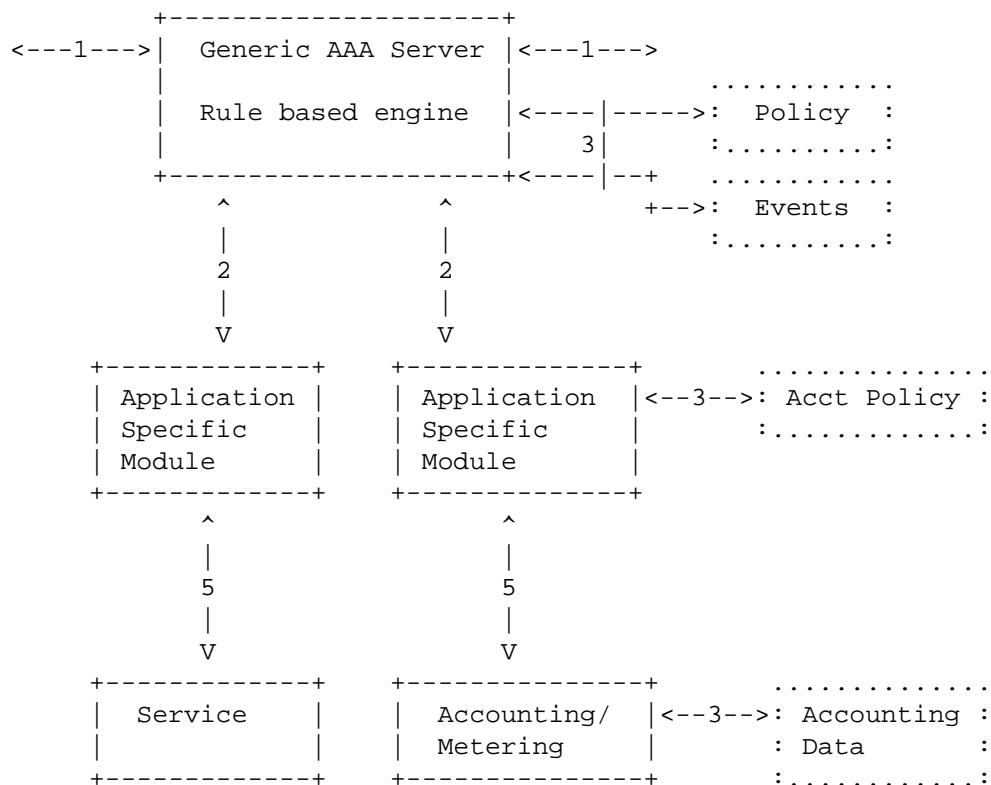 +---------------------+
       <---1--->|  Generic AAA Server |<---1--->
                |                     |            ............
                |  Rule based engine  |<----|----->:  Policy  :
                |                     |    3|      :..........:
                +---------------------+<----|--+   ............
                    ^             ^            +-->:  Events  :
                    |             |                :..........:
                    2             2
                    |             |
                    V             V
            +-------------+    +--------------+       ...............
            | Application |    | Application  |<--3-->: Acct Policy :
            | Specific    |    | Specific     |       :.............:
            | Module      |    | Module       |
            +-------------+    +--------------+
                   ^                  ^
                   |                  |
                   5                  5
                   |                  |
                   V                  V
            +-------------+    +---------------+       ..............
            |  Service    |    |  Accounting/  |<--3-->: Accounting :
            |             |    |  Metering     |       : Data       :
            +-------------+    +---------------+       :............: